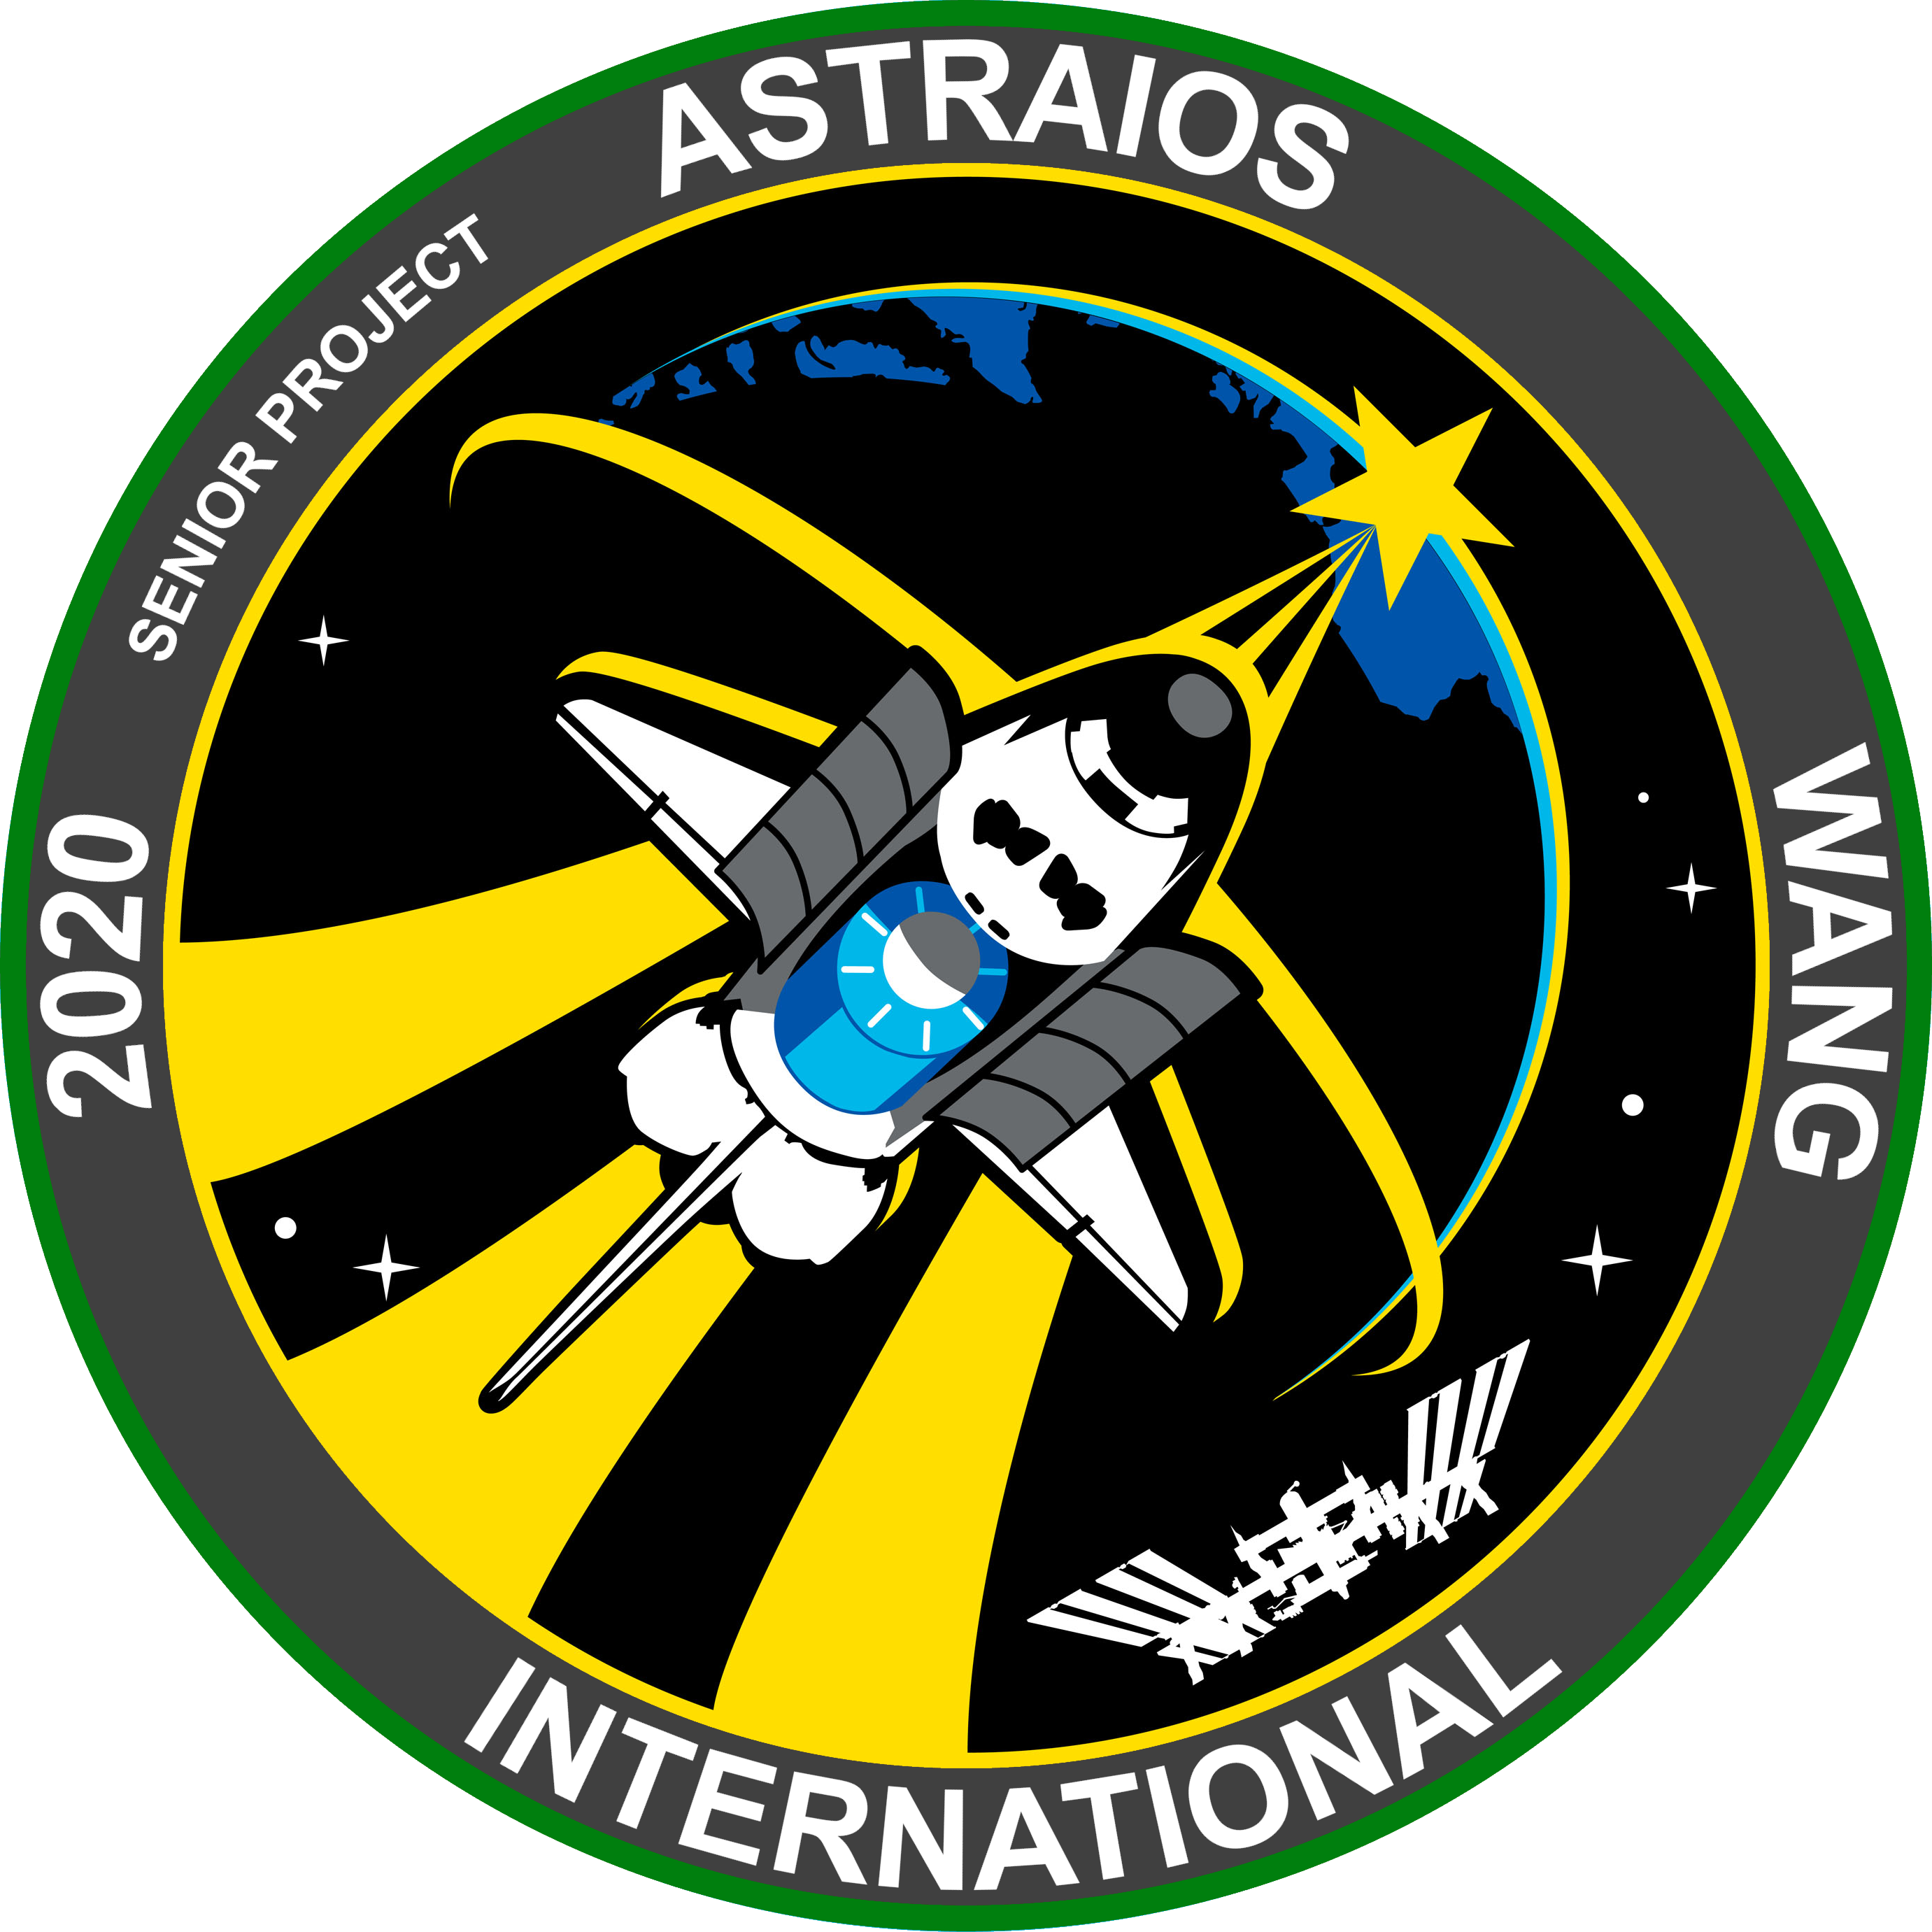 ASTRAIOS
SENIOR PROJECT
WANG
2020
INTERNATIONAL